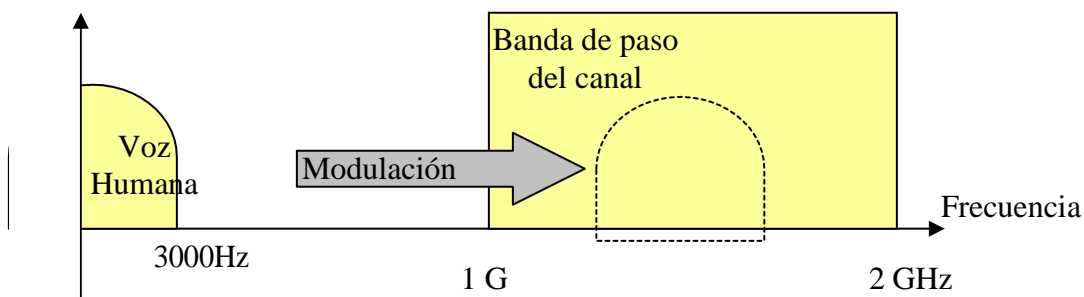 Banda de paso
del canal
Voz
Humana
Modulación
Frecuencia
3000Hz
1 G
2 GHz